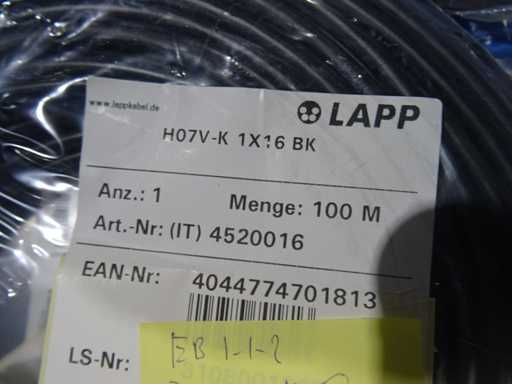 www.lappkabel.de
LAPP
H07V-K 1X16 BK
Anz.: 1 Menge: 100 M
Art.-Nr: (IT) 4520016
EAN-Nr: 4044774701813
EB 1-1-2
LS-Nr: